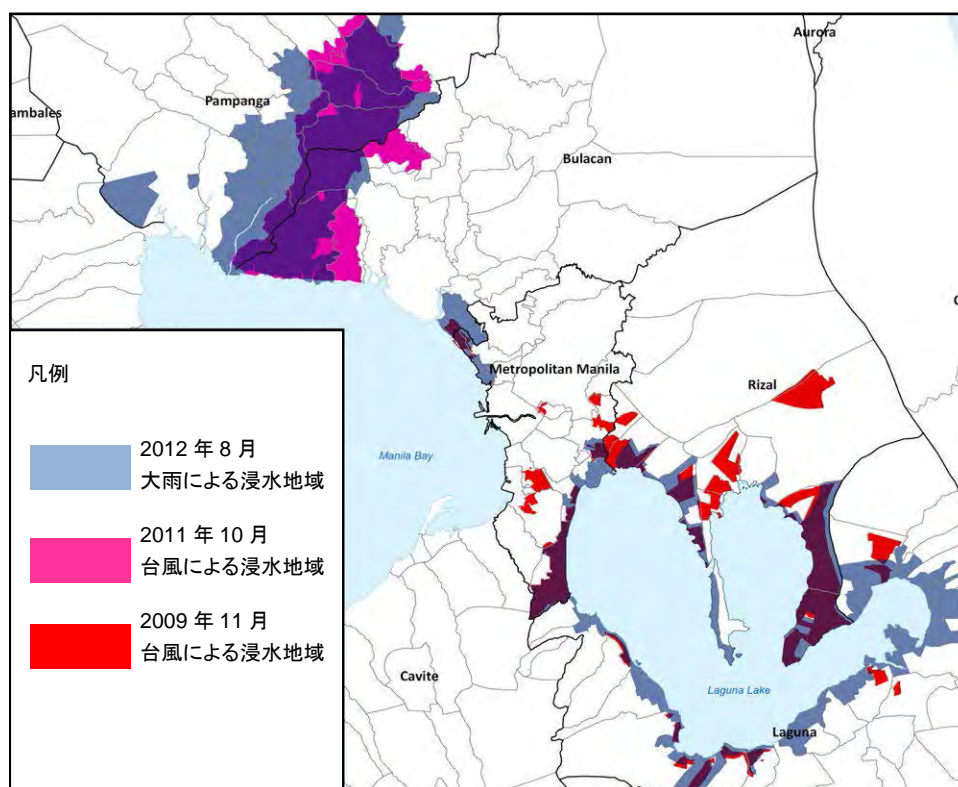 Aurora
Pampanga
ambales
Bulacan
Metropolitan Manila
Rizal
Manila Bay
凡例
2012 年 8 月
大雨による浸水地域
2011 年 10 月
台風による浸水地域
2009 年 11 月
台風による浸水地域
Cavite
Laguna Lake
Laguna